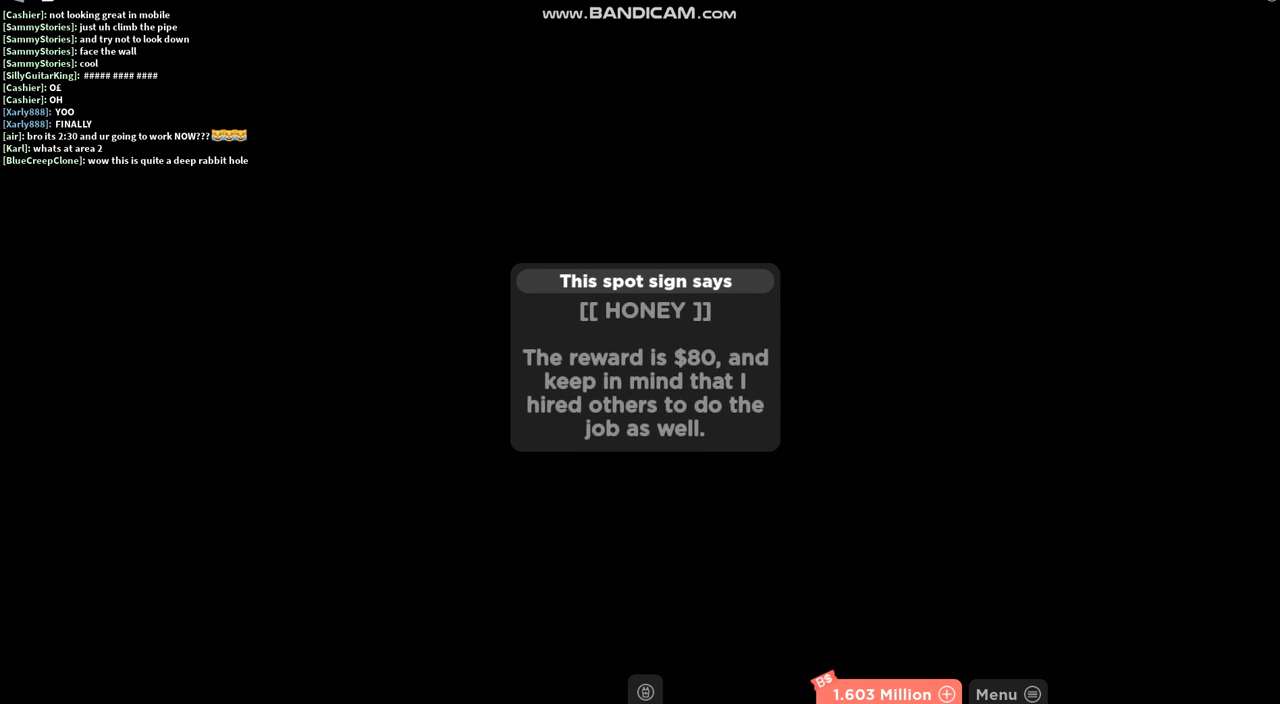 [Cashier]: not looking great in mobile
[SammyStories]: just uh climb the pipe
[SammyStories]: and try not to look down
[SammyStories]: face the wall
[SammyStories]: cool
[SillyGuitarKing]: ##### #### ####
[Cashier]: O£
[Cashier]: OH
[Xarly888]: YOO
[Xarly888]: FINALLY
[air]: bro its 2:30 and ur going to work NOW??? 😹😹😹
[Karl]: whats at area 2
[BlueCreepClone]: wow this is quite a deep rabbit hole
www.BANDICAM.com
This spot sign says
[[ HONEY ]]
The reward is $80, and
keep in mind that I
hired others to do the
job as well.
B$
1.603 Million
Menu